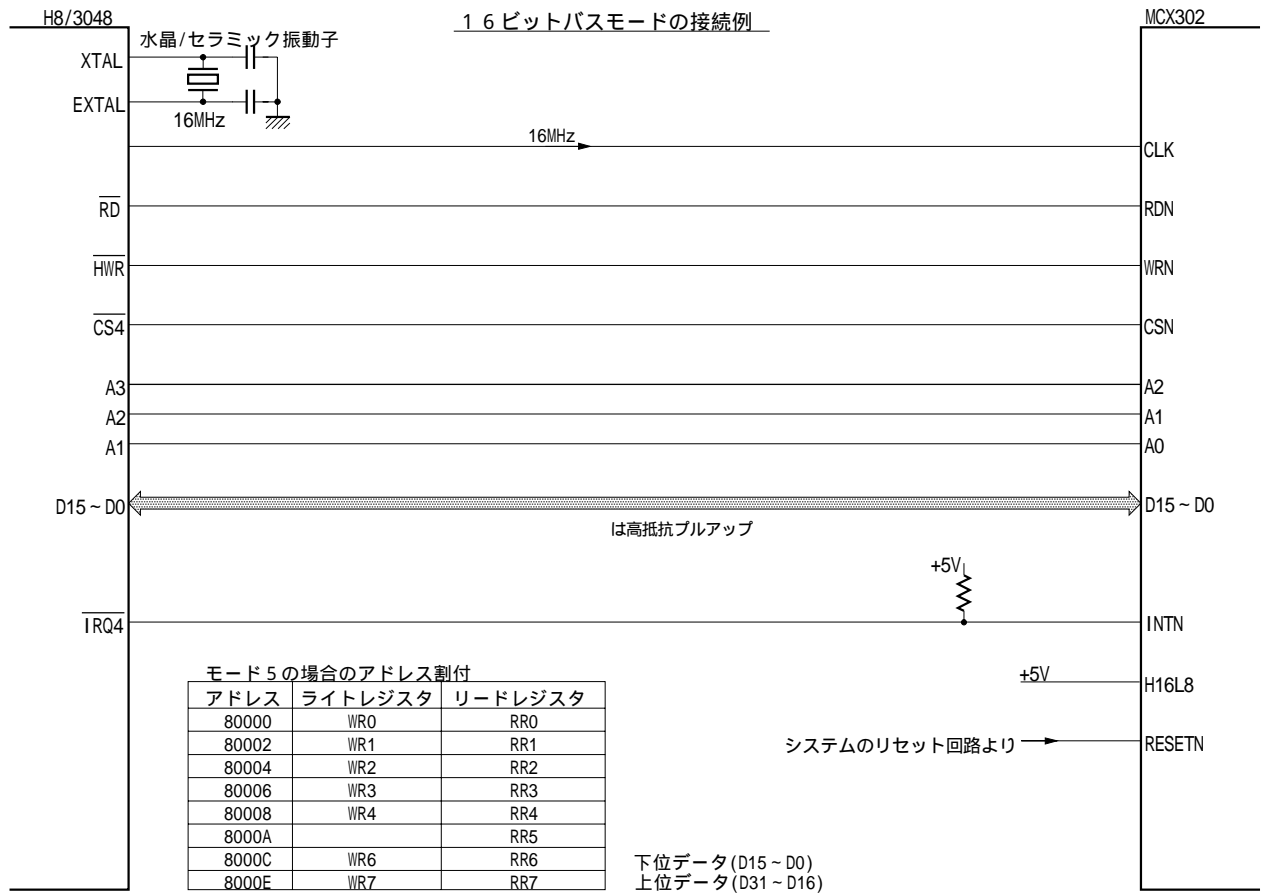 H8/3048
16ビットバスモードの接続例
MCX302
水晶/セラミック振動子
XTAL
EXTAL
16MHz
16MHz
CLK
RD
RDN
HWR
WRN
CS4
CSN
A3
A2
A2
A1
A1
A0
D15~D0
D15~D0
は高抵抗プルアップ
+5V
IRQ4
INTN
モード5の場合のアドレス割付
+5V
H16L8
アドレス ライトレジスタ リードレジスタ
80000 WR0 RR0
80002 WR1 RR1
80004 WR2 RR2
システムのリセット回路より
RESETN
80006 WR3 RR3
80008 WR4 RR4
8000A RR5
8000C WR6 RR6 下位データ(D15~D0)
8000E WR7 RR7 上位データ(D31~D16)